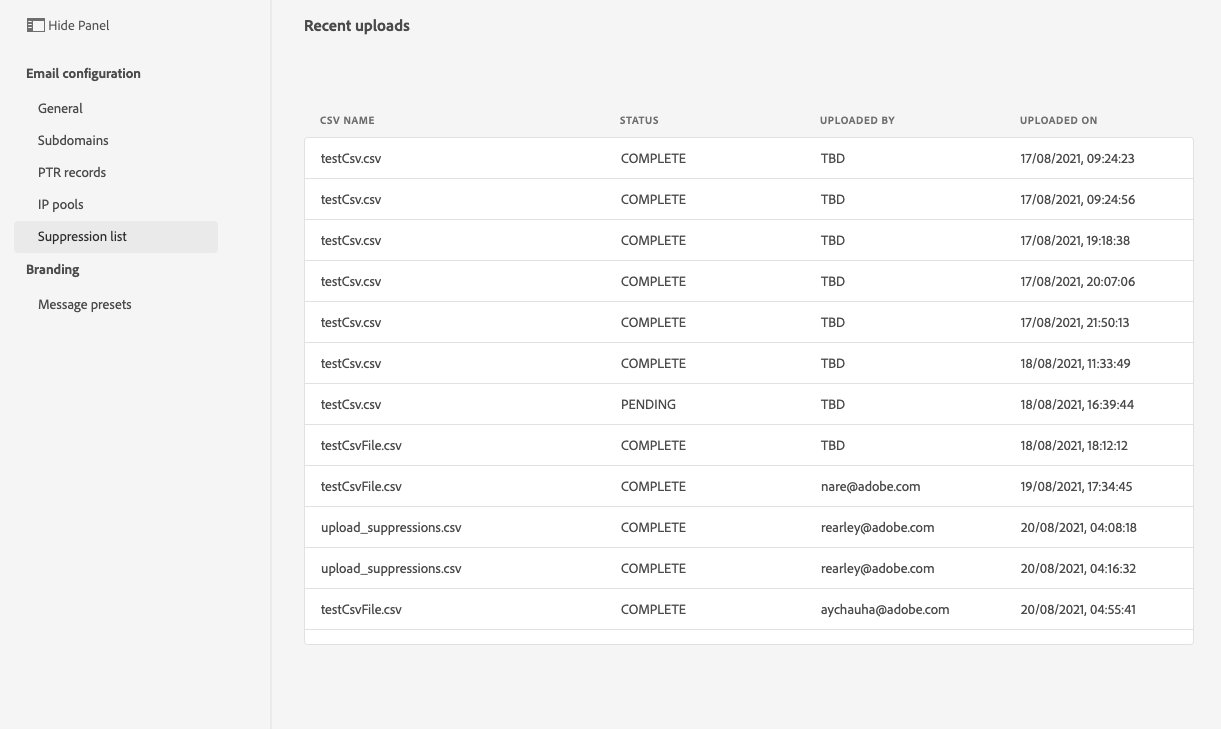 Hide Panel
Email configuration
General
Subdomains
PTR records
IP pools
Suppression list
Branding
Message presets
Recent uploads
CSV NAME STATUS UPLOADED BY UPLOADED ON
testCsv.csv COMPLETE TBD 17/08/2021, 09:24:23
testCsv.csv COMPLETE TBD 17/08/2021, 09:24:56
testCsv.csv COMPLETE TBD 17/08/2021, 19:18:38
testCsv.csv COMPLETE TBD 17/08/2021, 20:07:06
testCsv.csv COMPLETE TBD 17/08/2021, 21:50:13
testCsv.csv COMPLETE TBD 18/08/2021, 11:33:49
testCsv.csv PENDING TBD 18/08/2021, 16:39:44
testCsvFile.csv COMPLETE TBD 18/08/2021, 18:12:12
testCsvFile.csv COMPLETE nare@adobe.com 19/08/2021, 17:34:45
upload_suppressions.csv COMPLETE rearley@adobe.com 20/08/2021, 04:08:18
upload_suppressions.csv COMPLETE rearley@adobe.com 20/08/2021, 04:16:32
testCsvFile.csv COMPLETE aychauha@adobe.com 20/08/2021, 04:55:41